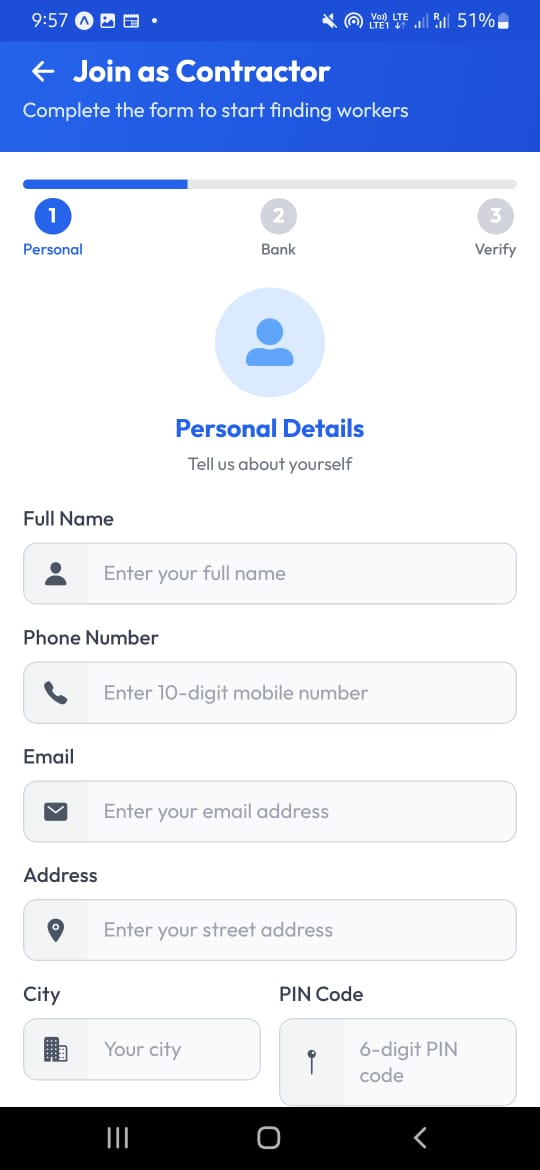 9:57 Vo) LTE LTE1 R 51%
Join as Contractor
Complete the form to start finding workers
1 2 3
Personal Bank Verify
Personal Details
Tell us about yourself
Full Name
Enter your full name
Phone Number
Enter 10-digit mobile number
Email
Enter your email address
Address
Enter your street address
City PIN Code
Your city 6-digit PIN
code